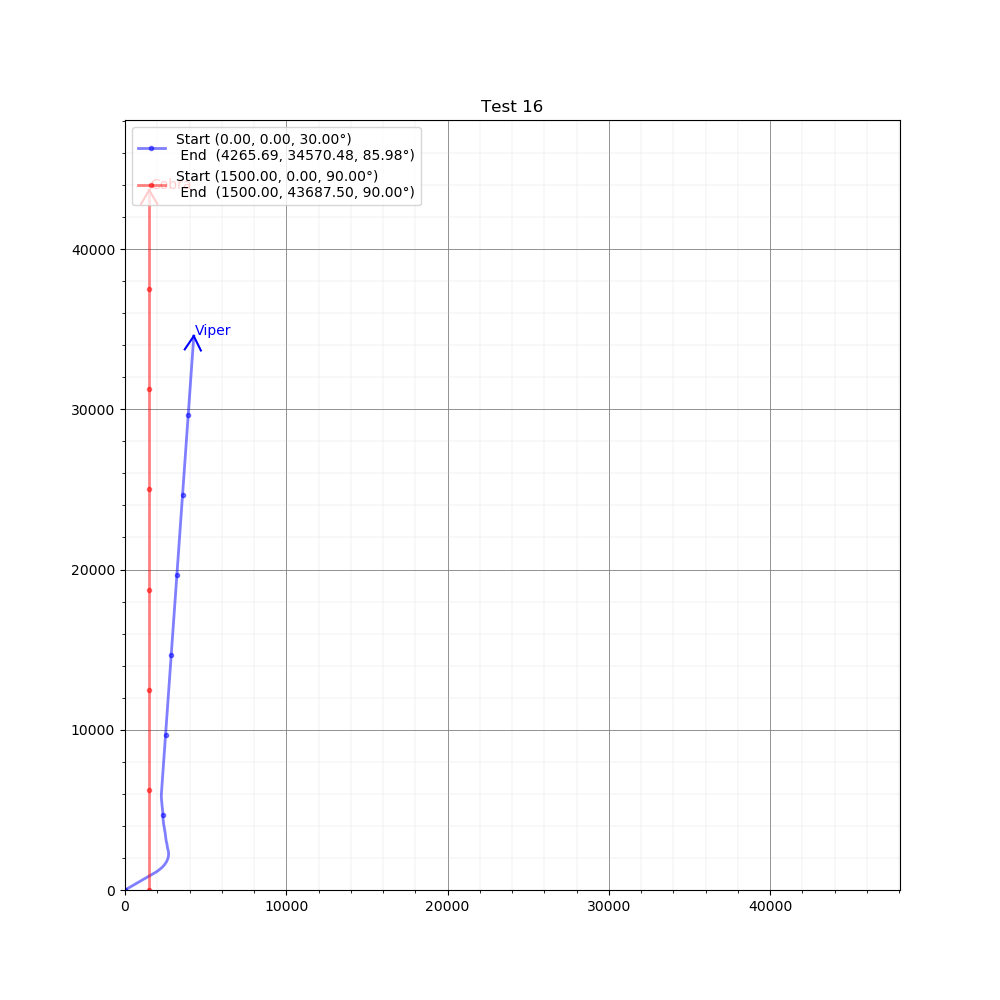 Test 16
Start (0.00, 0.00, 30.00°)
End (4265.69, 34570.48, 85.98°)
Start (1500.00, 0.00, 90.00°)
End (1500.00, 43687.50, 90.00°)
Cobra
40000
Viper
30000
20000
10000
0
0 10000 20000 30000 40000